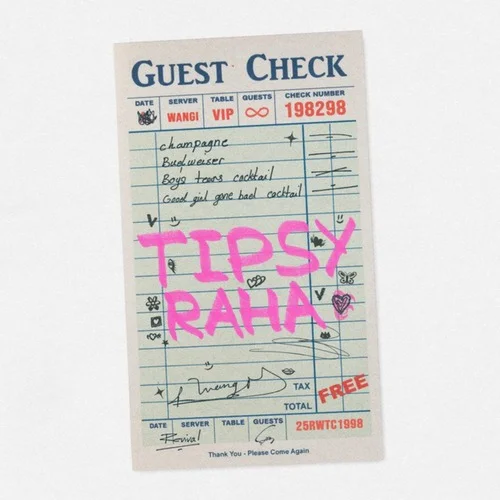 GUEST CHECK
DATE SERVER TABLE GUESTS CHECK NUMBER
WANGI VIP ∞ 198298
champagne
Budweiser
Boys tears cocktail
Good girl gone bad cocktail
TIPSY
RAHA
TAX FREE
TOTAL
DATE SERVER TABLE GUESTS 25RWTC1998
Revival
Thank You - Please Come Again